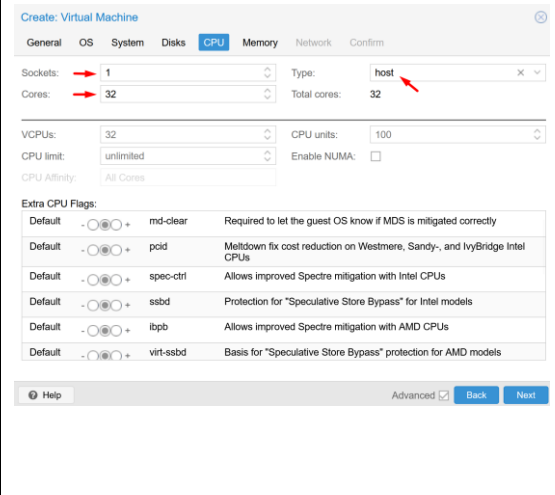 Create: Virtual Machine
General OS System Disks CPU Memory Network Confirm
Sockets: 1 Type: host
Cores: 32 Total cores: 32
VCPUs: 32 CPU units: 100
CPU limit: unlimited Enable NUMA:
CPU Affinity: All Cores
Extra CPU Flags:
Default - + md-clear Required to let the guest OS know if MDS is mitigated correctly
Default - + pcid Meltdown fix cost reduction on Westmere, Sandy-, and IvyBridge Intel
CPUs
Default - + spec-ctrl Allows improved Spectre mitigation with Intel CPUs
Default - + ssbd Protection for "Speculative Store Bypass" for Intel models
Default - + ibpb Allows improved Spectre mitigation with AMD CPUs
Default - + virt-ssbd Basis for "Speculative Store Bypass" protection for AMD models
Help Advanced Back Next